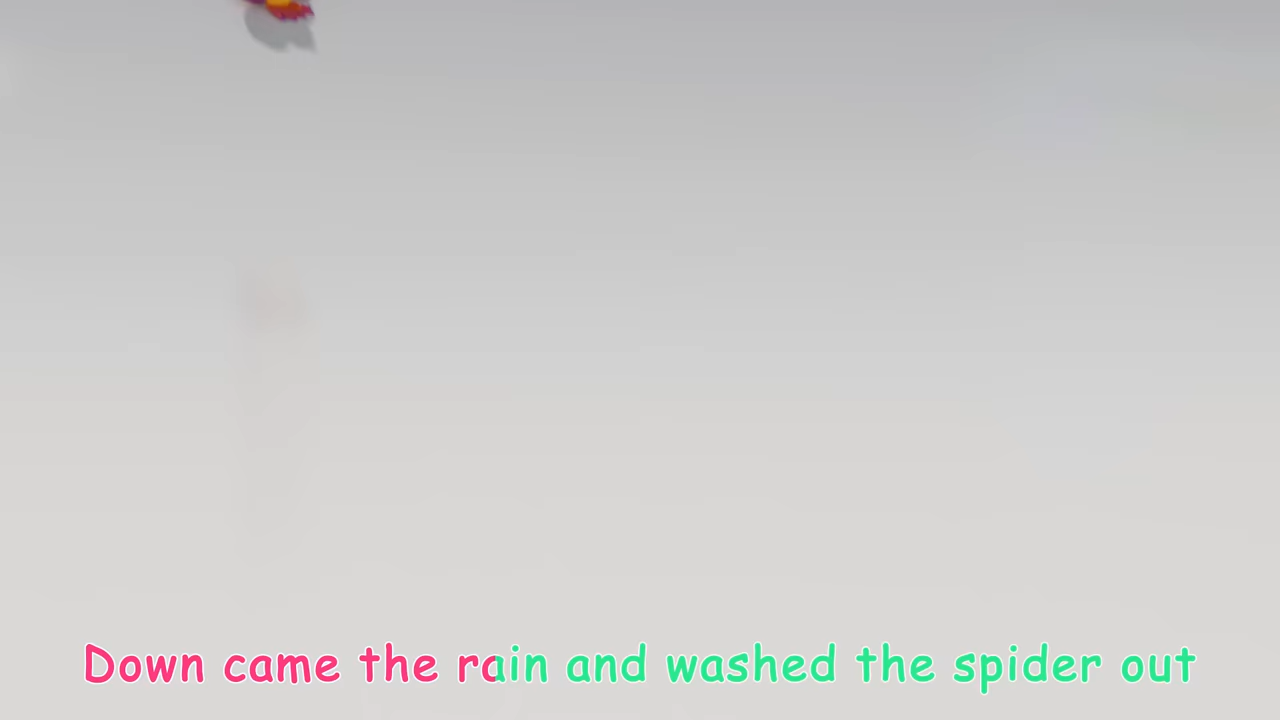 Down came the rain and washed the spider out